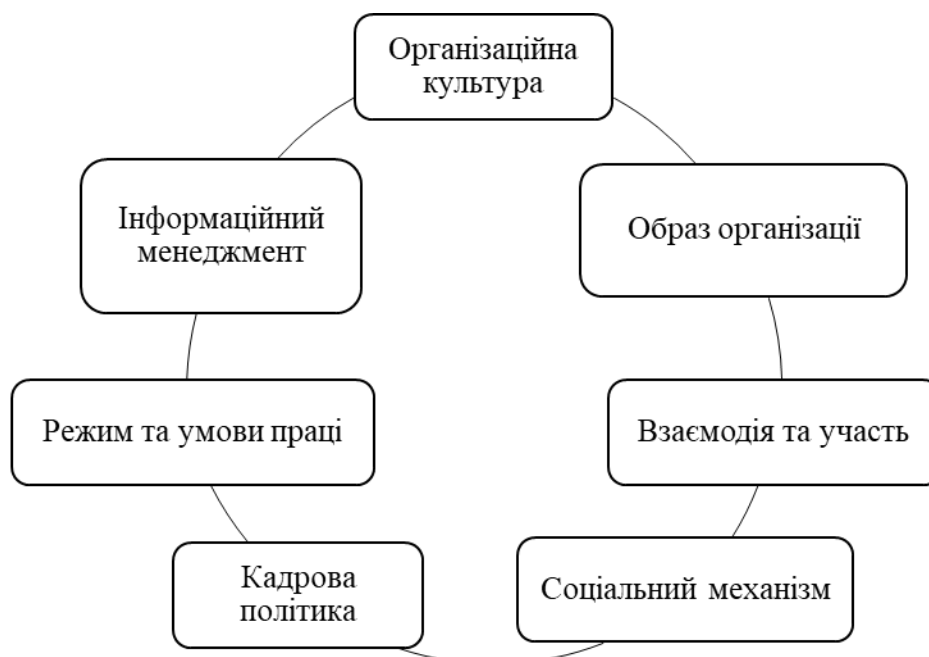 Організаційна
культура
Інформаційний
менеджмент
Образ організації
Режим та умови праці
Взаємодія та участь
Кадрова
політика
Соціальний механізм